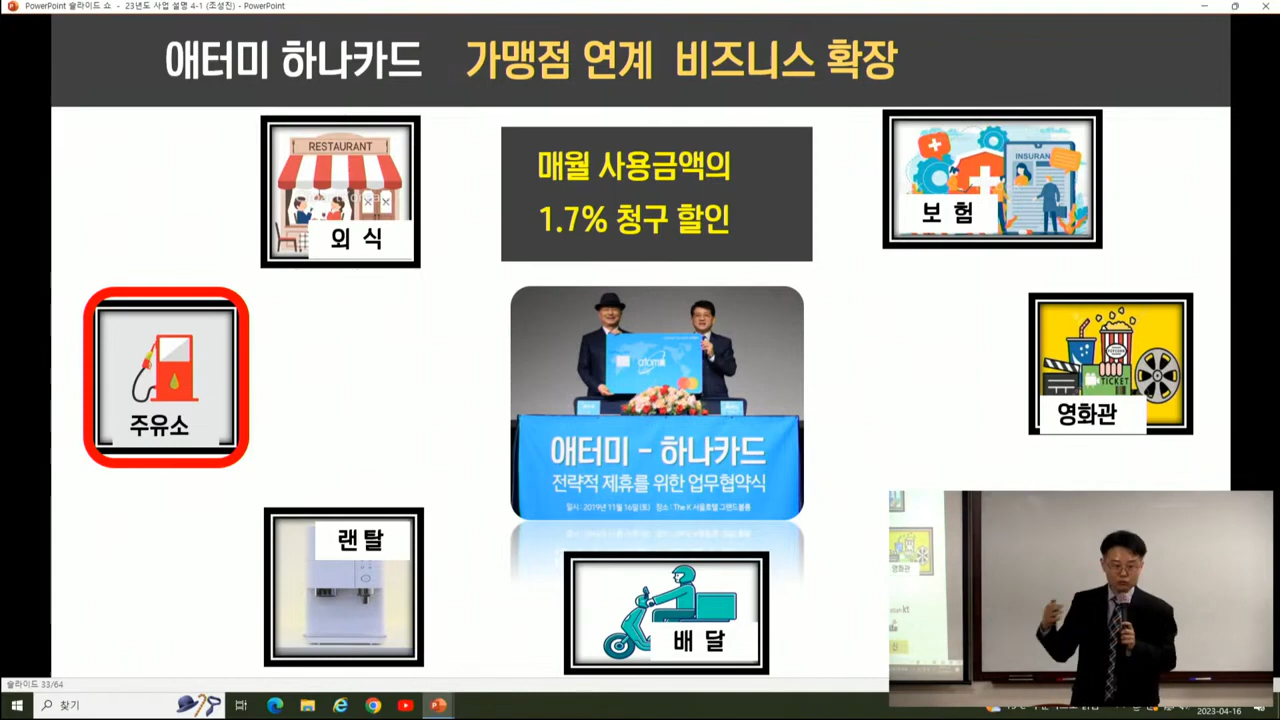 PowerPoint 슬라이드 쇼 - 23년도 사업 설명 4-1 (조성진) - PowerPoint
애터미 하나카드 가맹점 연계 비즈니스 확장
RESTAURANT
외 식
매월 사용금액의
1.7% 청구 할인
INSURAN
보 험
주유소
atomy
애터미 - 하나카드
전략적 제휴를 위한 업무협약식
일시 : 2019년 11월 16일(토) 장소 : The K 서울호텔 그랜드볼룸
TICKET
영화관
랜 탈
배 달
영화관
슬라이드 33/64
찾기
2023-04-16